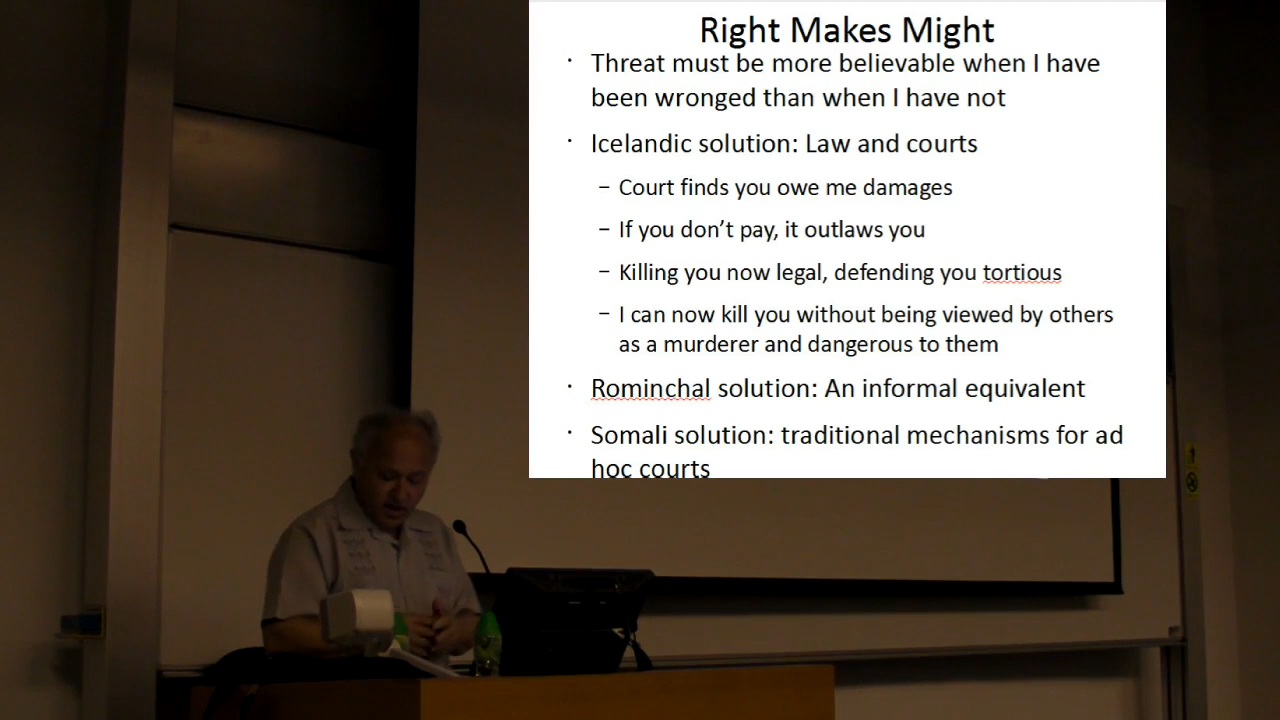 Right Makes Might
· Threat must be more believable when I have
been wronged than when I have not
· Icelandic solution: Law and courts
– Court finds you owe me damages
– If you don’t pay, it outlaws you
– Killing you now legal, defending you tortious
– I can now kill you without being viewed by others
as a murderer and dangerous to them
· Rominchal solution: An informal equivalent
· Somali solution: traditional mechanisms for ad
hoc courts